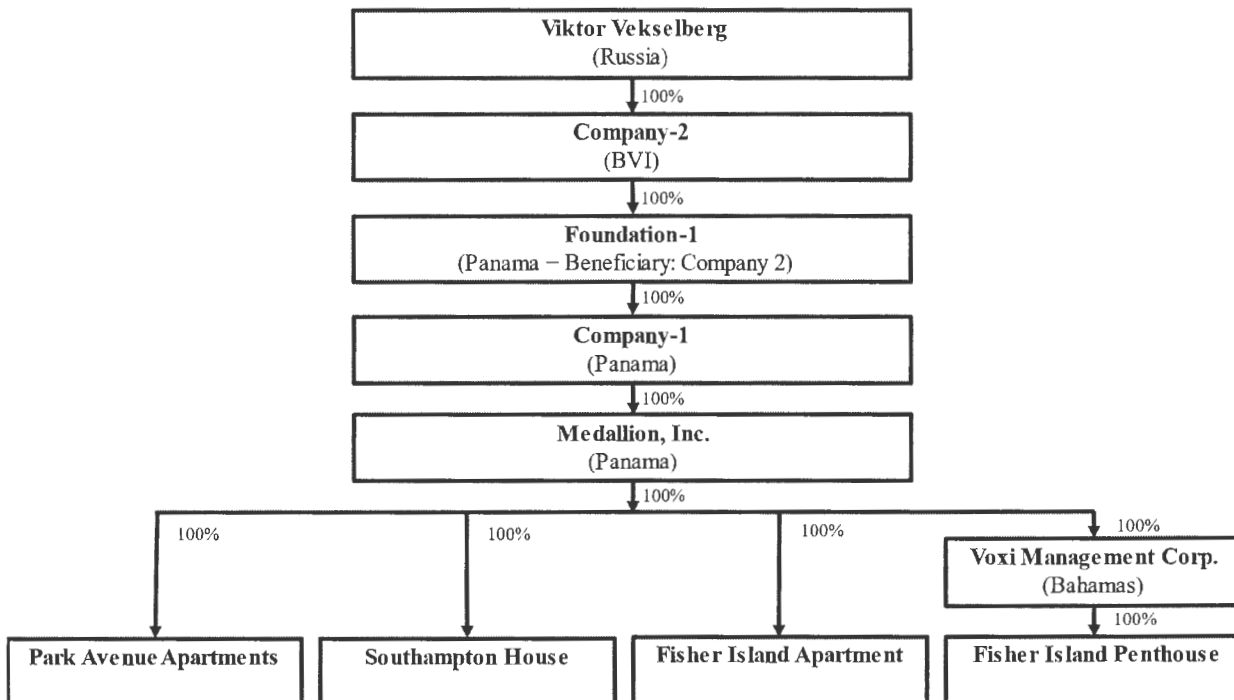 Viktor Vekselberg
(Russia)
100%
Company-2
(BVI)
100%
Foundation-1
(Panama − Beneficiary: Company 2)
100%
Company-1
(Panama)
100%
Medallion, Inc.
(Panama)
100%
100%
100%
100%
100%
Voxi Management Corp.
(Bahamas)
100%
Park Avenue Apartments
Southampton House
Fisher Island Apartment
Fisher Island Penthouse